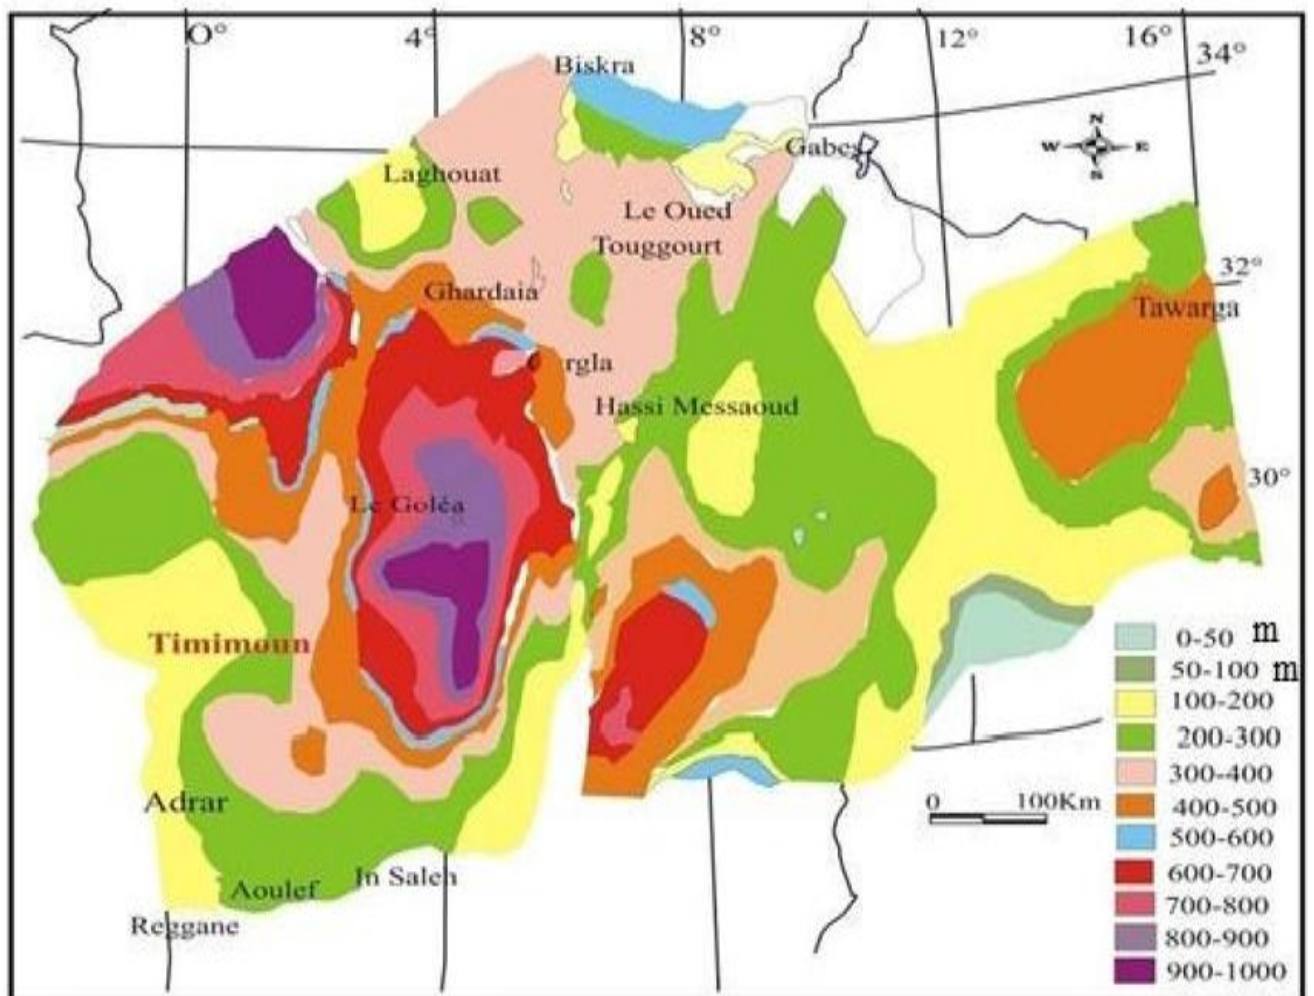 0° 4° 8° 12° 16°
34°
Biskra
N
W E
S
Gabes
Laghouat
Le Oued
Touggourt
32°
Ghardaia
Tawarga
rgla
Hassi Messaoud
30°
Le Goléa
Timimoun
0-50 m
50-100 m
100-200
200-300
300-400
400-500
500-600
600-700
700-800
800-900
900-1000
0 100Km
Adrar
In Saleh
Aoulef
Reggane